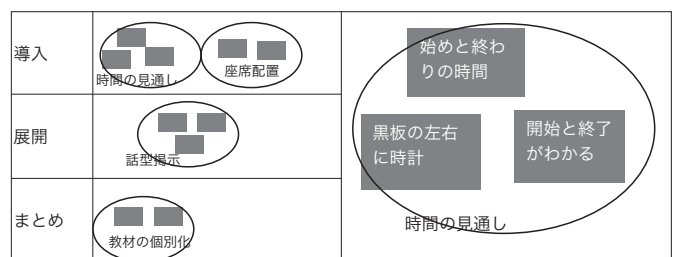 導入
時間の見通し
座席配置
展開
話型掲示
まとめ
教材の個別化
始めと終わ
りの時間
黒板の左右
に時計
開始と終了
がわかる
時間の見通し